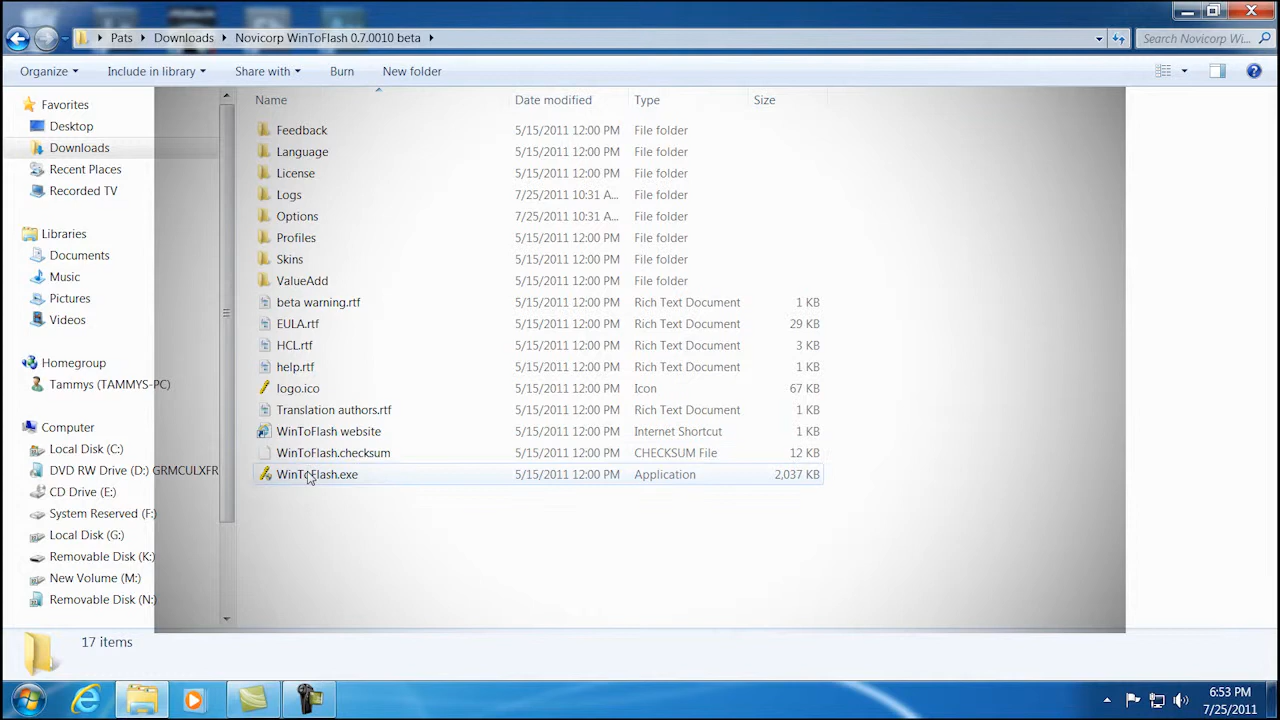 Pats Downloads Novicorp WinToFlash 0.7.0010 beta Search Novicorp Wi...
Organize Include in library Share with Burn New folder
Name Date modified Type Size
Favorites
Desktop
Downloads
Recent Places
Recorded TV
Libraries
Documents
Music
Pictures
Videos
Homegroup
Tammys (TAMMYS-PC)
Computer
Local Disk (C:)
DVD RW Drive (D:) GRMCULXFR
CD Drive (E:)
System Reserved (F:)
Local Disk (G:)
Removable Disk (K:)
New Volume (M:)
Removable Disk (N:)
Feedback 5/15/2011 12:00 PM File folder
Language 5/15/2011 12:00 PM File folder
License 5/15/2011 12:00 PM File folder
Logs 7/25/2011 10:31 A... File folder
Options 7/25/2011 10:31 A... File folder
Profiles 5/15/2011 12:00 PM File folder
Skins 5/15/2011 12:00 PM File folder
ValueAdd 5/15/2011 12:00 PM File folder
beta warning.rtf 5/15/2011 12:00 PM Rich Text Document 1 KB
EULA.rtf 5/15/2011 12:00 PM Rich Text Document 29 KB
HCL.rtf 5/15/2011 12:00 PM Rich Text Document 3 KB
help.rtf 5/15/2011 12:00 PM Rich Text Document 1 KB
logo.ico 5/15/2011 12:00 PM Icon 67 KB
Translation authors.rtf 5/15/2011 12:00 PM Rich Text Document 1 KB
WinToFlash website 5/15/2011 12:00 PM Internet Shortcut 1 KB
WinToFlash.checksum 5/15/2011 12:00 PM CHECKSUM File 12 KB
WinToFlash.exe 5/15/2011 12:00 PM Application 2,037 KB
17 items
6:53 PM
7/25/2011